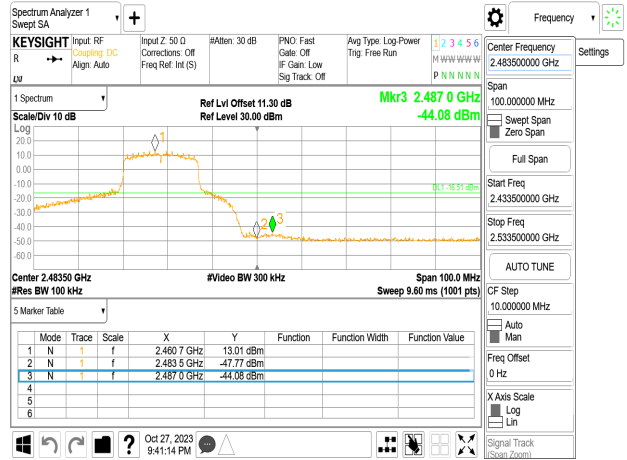 Spectrum Analyzer 1
Swept SA
Frequency
KEYSIGHT
Input: RF
Coupling: DC
Align: Auto
Input Z: 50 Ω
Corrections: Off
Freq Ref: Int (S)
#Atten: 30 dB
PNO: Fast
Gate: Off
IF Gain: Low
Sig Track: Off
Avg Type: Log-Power
Trig: Free Run
1 2 3 4 5 6
M W W W W W
P N N N N N
R
LXI
1 Spectrum
Scale/Div 10 dB
Ref Lvl Offset 11.30 dB
Ref Level 30.00 dBm
Mkr3 2.487 0 GHz
-44.08 dBm
Log
20.0
10.0
0.00
-10.0
-20.0
-30.0
-40.0
-50.0
-60.0
1
2
3
DL1 -16.51 dBm
Center 2.48350 GHz
#Res BW 100 kHz
#Video BW 300 kHz
Span 100.0 MHz
Sweep 9.60 ms (1001 pts)
5 Marker Table
Mode Trace Scale X Y Function Function Width Function Value
1 N 1 f 2.460 7 GHz 13.01 dBm
2 N 1 f 2.483 5 GHz -47.77 dBm
3 N 1 f 2.487 0 GHz -44.08 dBm
4
5
6
?
Oct 27, 2023
9:41:14 PM
Center Frequency
2.483500000 GHz
Settings
Span
100.000000 MHz
Swept Span
Zero Span
Full Span
Start Freq
2.433500000 GHz
Stop Freq
2.533500000 GHz
AUTO TUNE
CF Step
10.000000 MHz
Auto
Man
Freq Offset
0 Hz
X Axis Scale
Log
Lin
Signal Track
(Span Zoom)